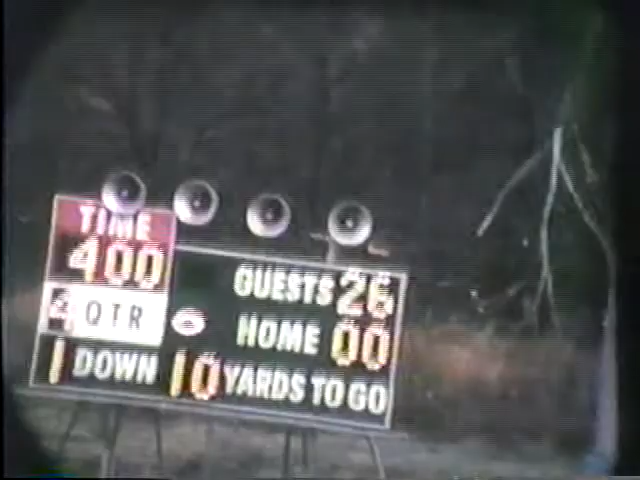 TIME
400
GUESTS 26
4 QTR
HOME 00
1 DOWN 10 YARDS TO GO